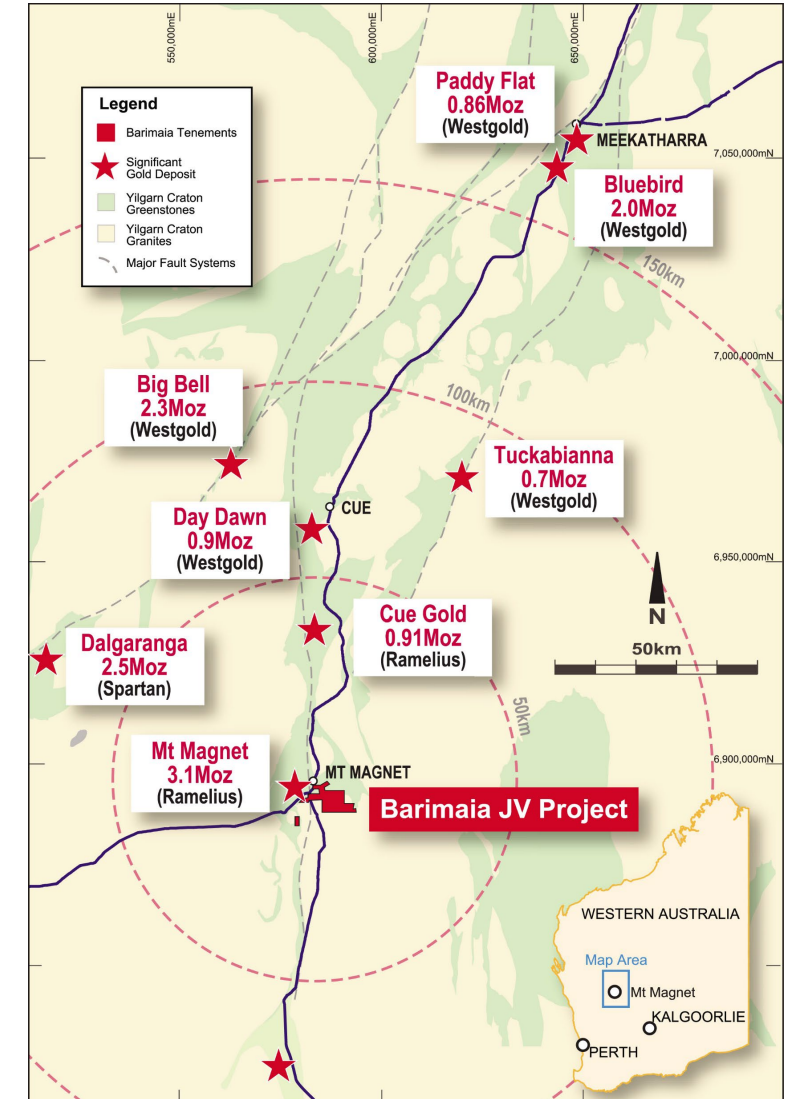 550,000mE
600,000mE
650,000mE
Legend
Barimaia Tenements
Significant
Gold Deposit
Yilgarn Craton
Greenstones
Yilgarn Craton
Granites
Major Fault Systems
Paddy Flat
0.86Moz
(Westgold)
MEEKATHARRA
7,050,000mN
Bluebird
2.0Moz
(Westgold)
150km
7,000,000mN
Big Bell
2.3Moz
(Westgold)
100km
Tuckabianna
0.7Moz
(Westgold)
CUE
Day Dawn
0.9Moz
(Westgold)
6,950,000mN
N
50km
Cue Gold
0.91Moz
(Ramelius)
Dalgaranga
2.5Moz
(Spartan)
50km
Mt Magnet
3.1Moz
(Ramelius)
MT MAGNET
6,900,000mN
Barimaia JV Project
WESTERN AUSTRALIA
Map Area
Mt Magnet
KALGOORLIE
PERTH